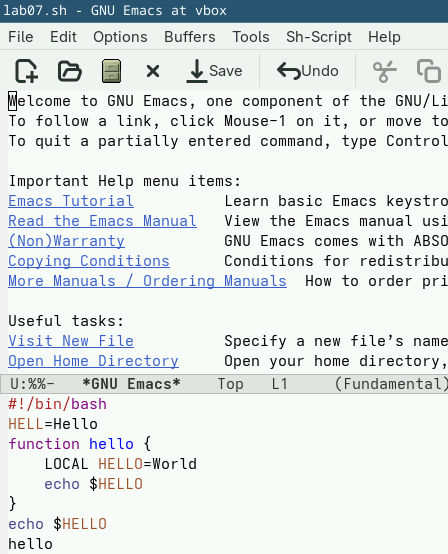 lab07.sh - GNU Emacs at vbox
File Edit Options Buffers Tools Sh-Script Help
Save Undo
Welcome to GNU Emacs, one component of the GNU/Li
To follow a link, click Mouse-1 on it, or move to
To quit a partially entered command, type Control
Important Help menu items:
Emacs Tutorial Learn basic Emacs keystro
Read the Emacs Manual View the Emacs manual usi
(Non)Warranty GNU Emacs comes with ABSO
Copying Conditions Conditions for redistribu
More Manuals / Ordering Manuals How to order pri
Useful tasks:
Visit New File Specify a new file’s name
Open Home Directory Open your home directory,
U:%%- *GNU Emacs* Top L1 (Fundamental)
#!/bin/bash
HELL=Hello
function hello {
    LOCAL HELLO=World
    echo $HELLO
}
echo $HELLO
hello